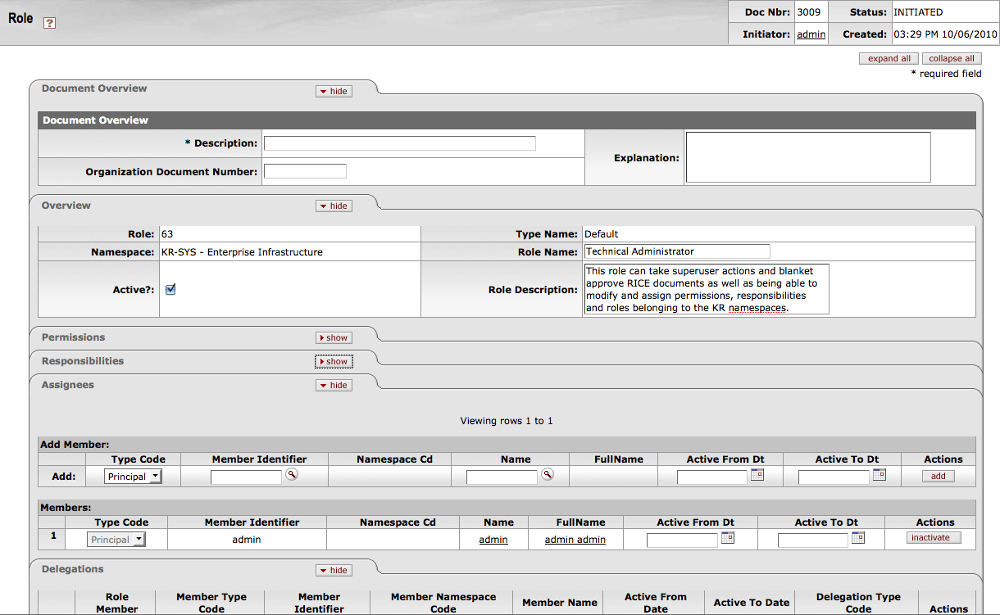 Role ?
Doc Nbr: 3009 Status: INITIATED
Initiator: admin Created: 03:29 PM 10/06/2010
expand all collapse all
* required field
Document Overview hide
Document Overview
* Description: Explanation:
Organization Document Number:
Overview hide
Role: 63 Type Name: Default
Namespace: KR-SYS - Enterprise Infrastructure Role Name: Technical Administrator
Active?: Role Description: This role can take superuser actions and blanket
approve RICE documents as well as being able to
modify and assign permissions, responsibilities
and roles belonging to the KR namespaces.
Permissions show
Responsibilities show
Assignees hide
Viewing rows 1 to 1
Add Member:
Type Code Member Identifier Namespace Cd Name FullName Active From Dt Active To Dt Actions
Add: Principal add
Members:
Type Code Member Identifier Namespace Cd Name FullName Active From Dt Active To Dt Actions
1 Principal admin admin admin admin inactivate
Delegations hide
Role Member Type Member Member Namespace Member Name Active From Active To Date Delegation Type Actions
Member Code Identifier Code Date Code